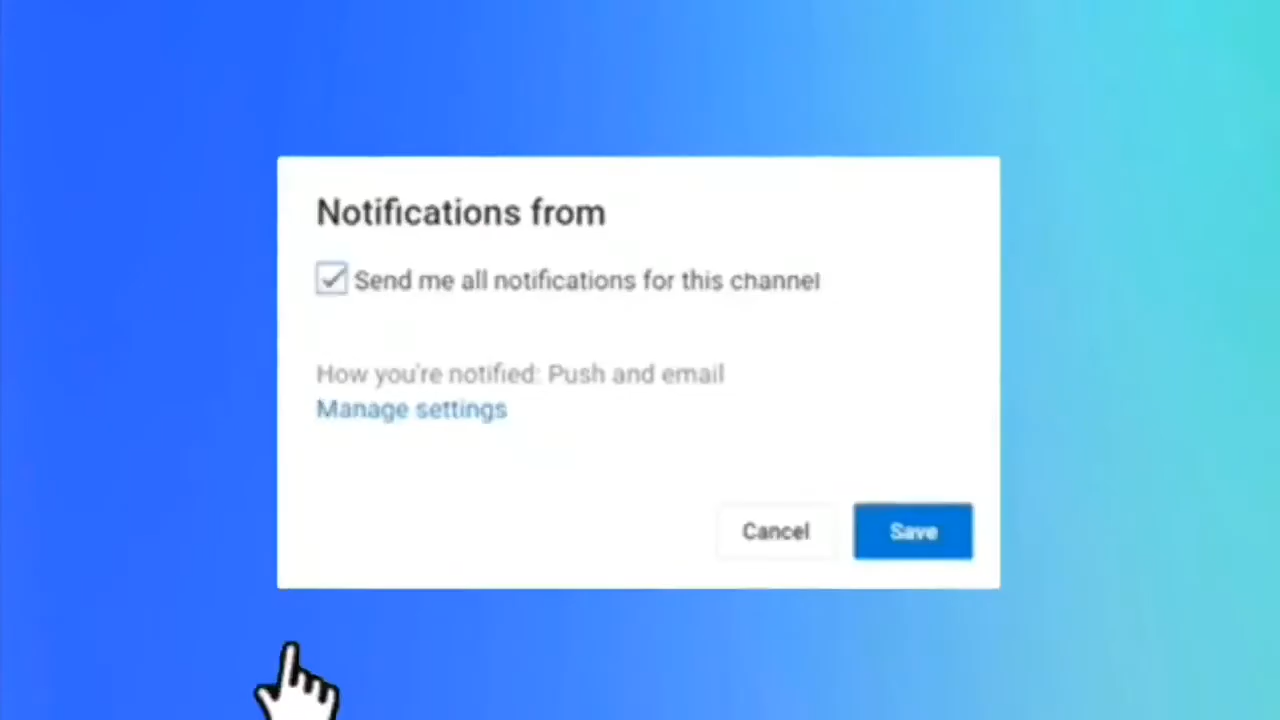 Notifications from
Send me all notifications for this channel
How you're notified: Push and email
Manage settings
Cancel
Save